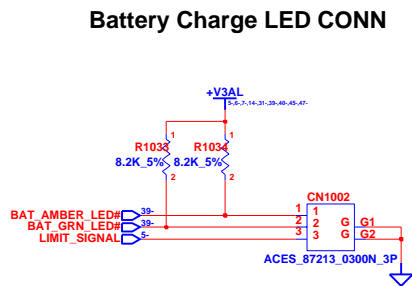 Battery Charge LED CONN
+V3AL
5-,6-,7-,14-,31-,39-,40-,45-,47-
1 1
R1033 R1034
8.2K_5% 8.2K_5%
2 2
CN1002
BAT_AMBER_LED# 39- 1 1
BAT_GRN_LED# 39- 2 2 G G1
LIMIT_SIGNAL 5- 3 3 G G2
ACES_87213_0300N_3P